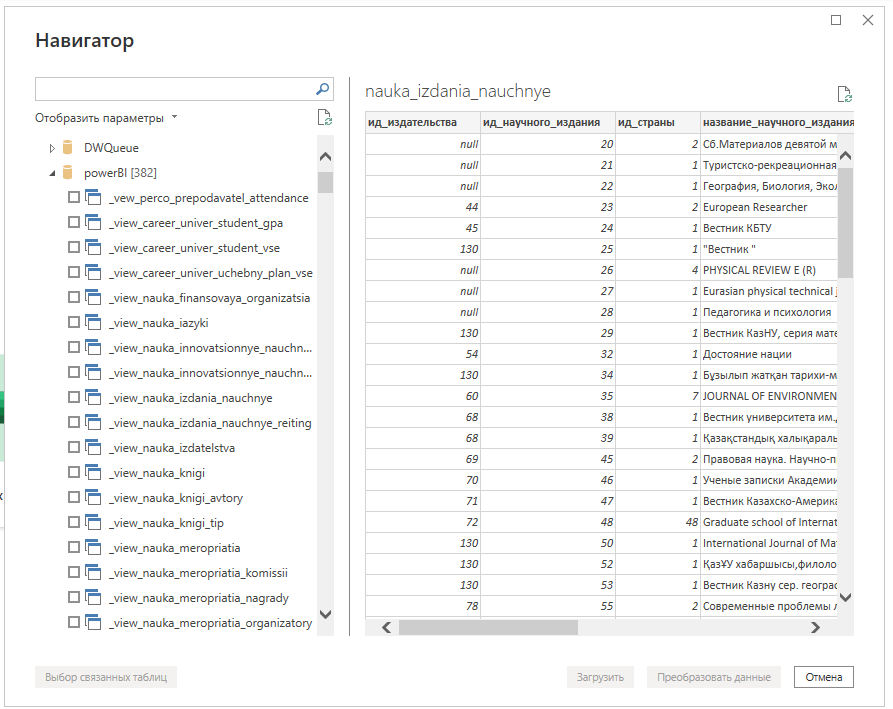 Навигатор
Отобразить параметры
DWQueue
powerBI [382]
_vew_perco_prepodavatel_attendance
_view_career_univer_student_gpa
_view_career_univer_student_vse
_view_career_univer_uchebny_plan_vse
_view_nauka_finansovaya_organizatsia
_view_nauka_iazyki
_view_nauka_innovatsionnye_nauchn...
_view_nauka_innovatsionnye_nauchn...
_view_nauka_izdania_nauchnye
_view_nauka_izdania_nauchnye_reiting
_view_nauka_izdatelstva
_view_nauka_knigi
_view_nauka_knigi_avtory
_view_nauka_knigi_tip
_view_nauka_meropriatia
_view_nauka_meropriatia_komissii
_view_nauka_meropriatia_nagrady
_view_nauka_meropriatia_organizatory
nauka_izdania_nauchnye
ид_издательства ид_научного_издания ид_страны название_научного_издания
null 20 2 Сб.Материалов девятой м
null 21 1 Туристско-рекреационная
null 22 1 География, Биология, Экол
44 23 2 European Researcher
45 24 1 Вестник КБТУ
130 25 1 "Вестник "
null 26 4 PHYSICAL REVIEW E (R)
null 27 1 Eurasian physical technical j
null 28 1 Педагогика и психология
130 29 1 Вестник КазНУ, серия мате
54 32 1 Достояние нации
130 34 1 Бұзылып жатқан тарихи-м
60 35 7 JOURNAL OF ENVIRONMEN
68 38 1 Вестник университета им.
68 39 1 Қазақстандық халықараль
69 45 2 Правовая наука. Научно-п
70 46 1 Ученые записки Академии
71 47 1 Вестник Казахско-Америка
72 48 48 Graduate school of Internat
130 50 1 International Journal of Mat
130 52 1 ҚазҰУ хабаршысы,филоло
130 53 1 Вестник Казну сер. географ
78 55 2 Современные проблемы л
Выбор связанных таблиц
Загрузить
Преобразовать данные
Отмена